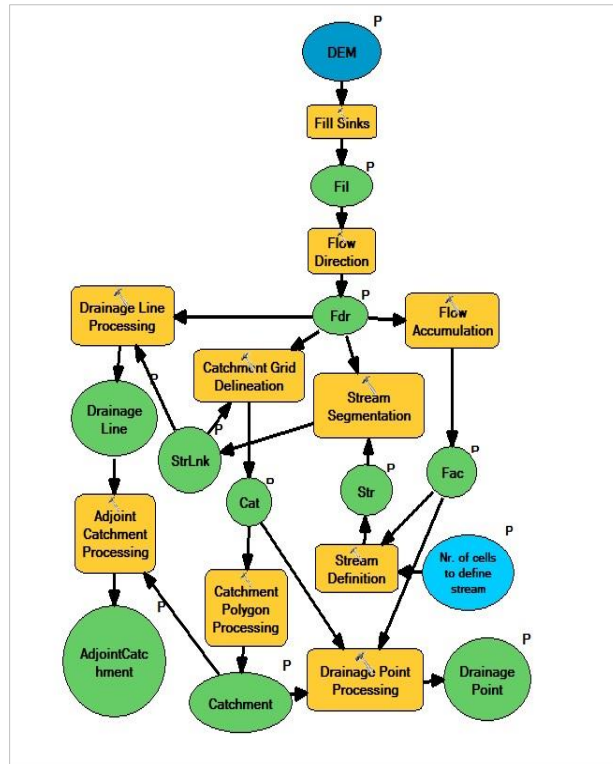 P
DEM
Fill Sinks
P
Fil
Flow
Direction
P
Fdr
Drainage Line
Processing
Flow
Accumulation
Catchment Grid
Delineation
Stream
Segmentation
P
Drainage
Line
P
StrLnk
P
Cat
P
Str
P
Fac
Adjoint
Catchment
Processing
Stream
Definition
P
Nr. of cells
to define
stream
Catchment
Polygon
Processing
P
AdjointCatc
hment
P
Catchment
Drainage Point
Processing
P
Drainage
Point